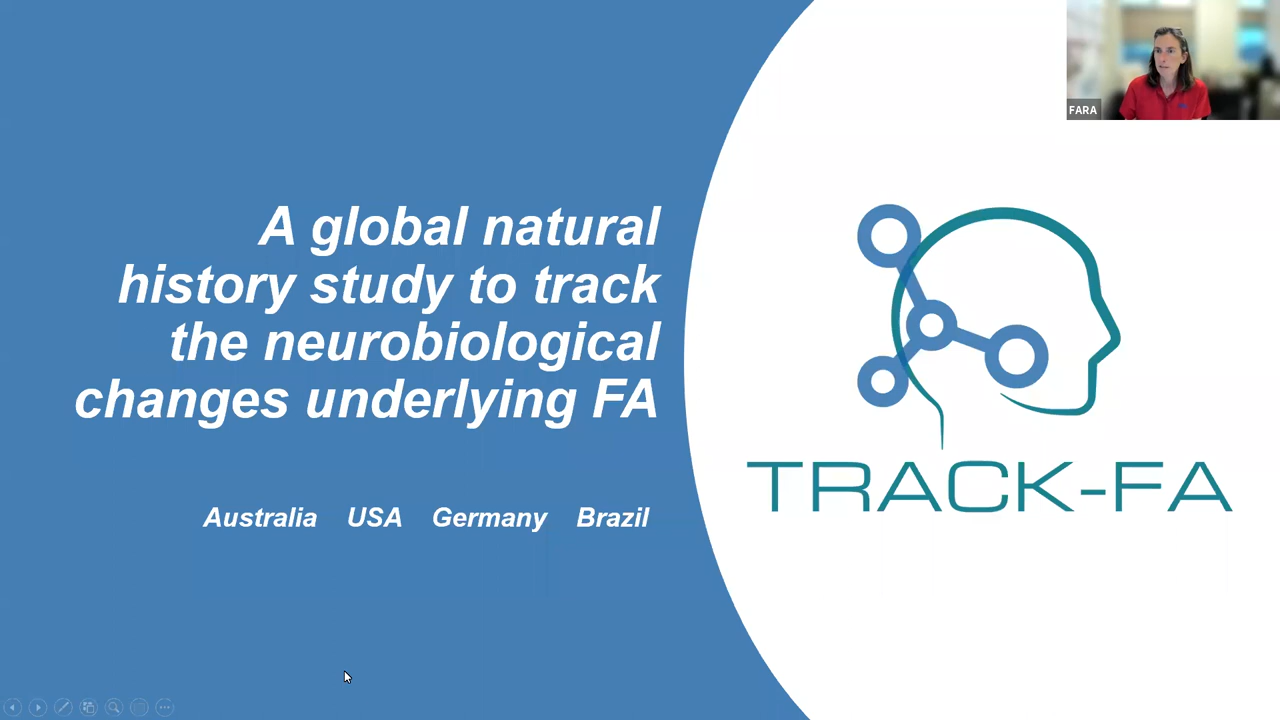 FARA
A global natural
history study to track
the neurobiological
changes underlying FA
Australia USA Germany Brazil
TRACK-FA